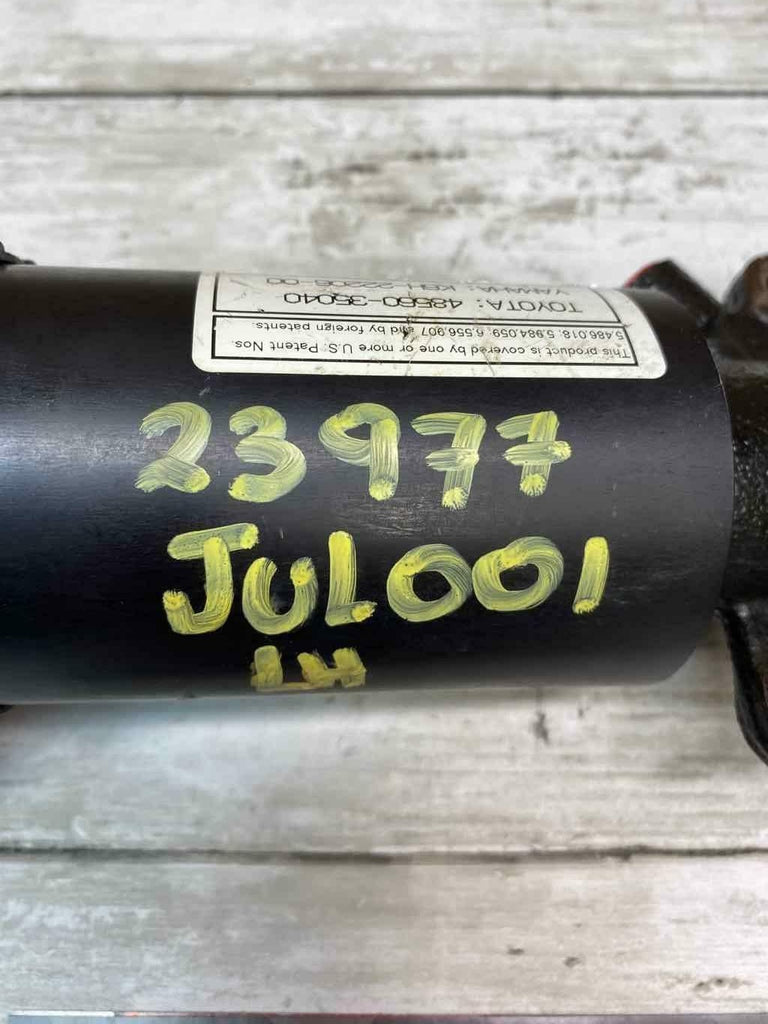 TOYOTA: 48560-35040
This product is covered by one or more U.S. Patent Nos.
5,486,018; 5,984,059; 6,556,907 and by foreign patents.
23977
JUL001
LH